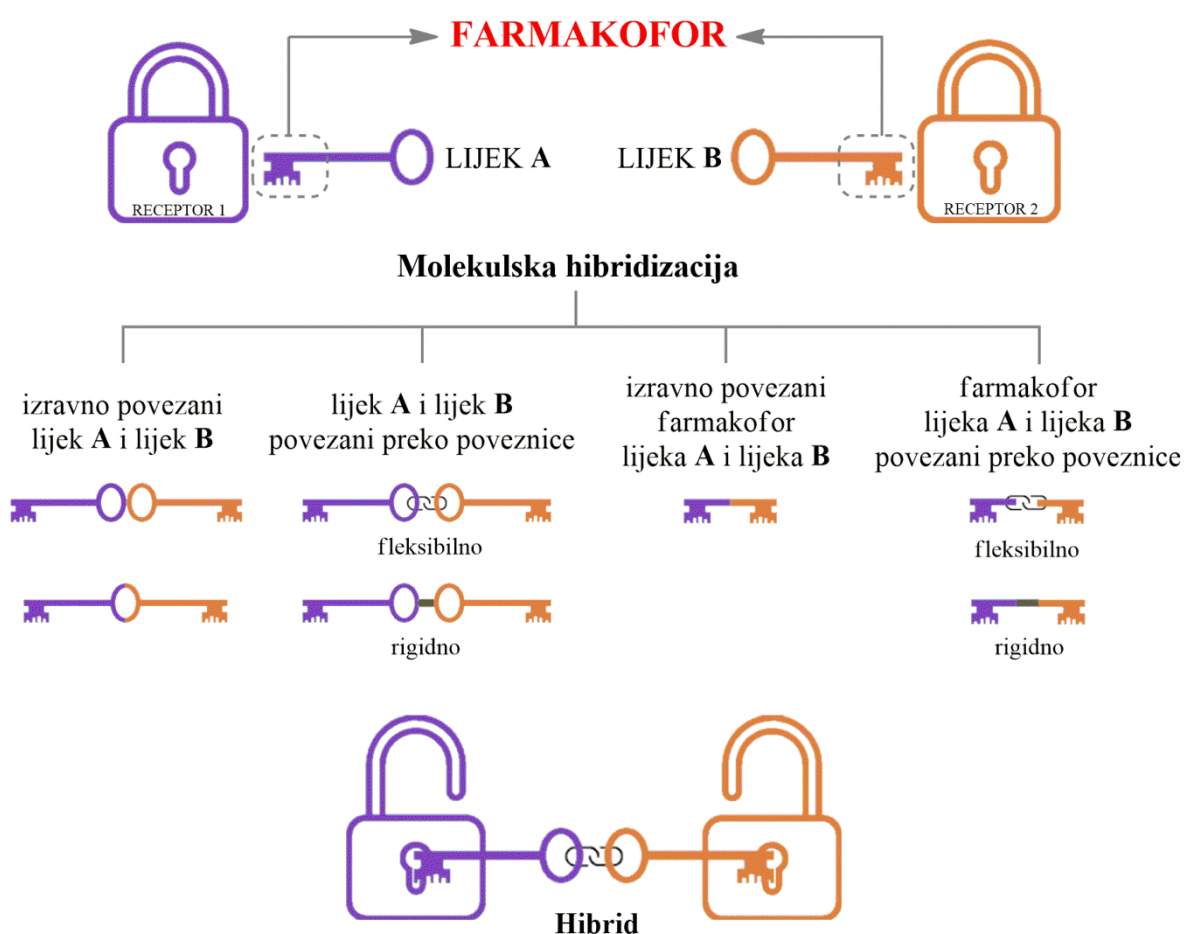 FARMAKOFOR
LIJEK A
LIJEK B
RECEPTOR 1
RECEPTOR 2
Molekulska hibridizacija
izravno povezani
lijek A i lijek B
lijek A i lijek B
povezani preko poveznice
izravno povezani
farmakofor
lijeka A i lijeka B
farmakofor
lijeka A i lijeka B
povezani preko poveznice
fleksibilno
fleksibilno
rigidno
rigidno
Hibrid